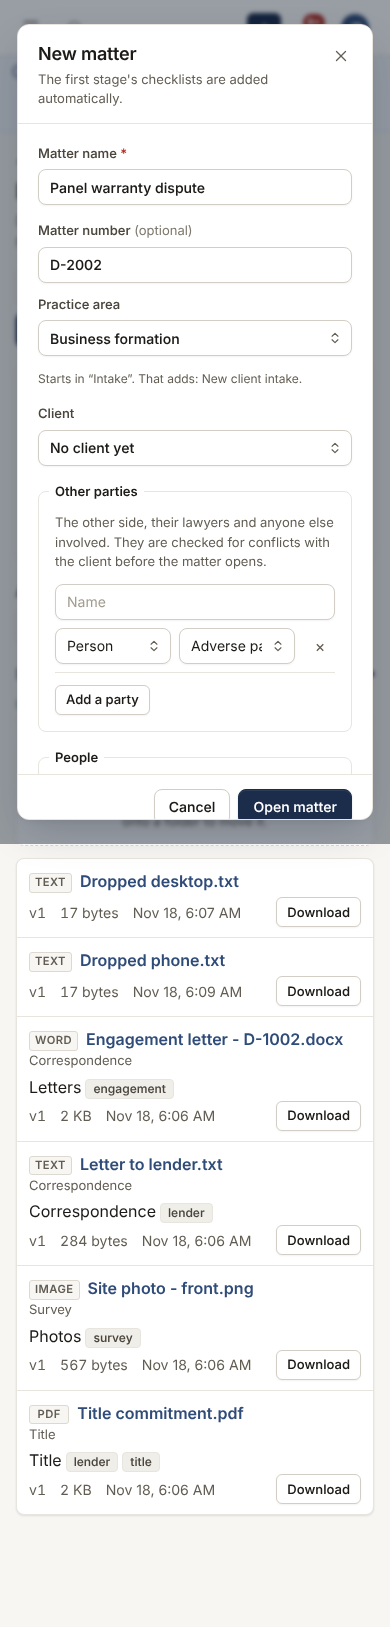 New matter
The first stage's checklists are added
automatically.
Matter name *
Panel warranty dispute
Matter number (optional)
D-2002
Practice area
Business formation
Starts in “Intake”. That adds: New client intake.
Client
No client yet
Other parties
The other side, their lawyers and anyone else
involved. They are checked for conflicts with
the client before the matter opens.
Name
Person
Adverse pa
×
Add a party
People
Cancel
Open matter
TEXT Dropped desktop.txt
v1 17 bytes Nov 18, 6:07 AM Download
TEXT Dropped phone.txt
v1 17 bytes Nov 18, 6:09 AM Download
WORD Engagement letter - D-1002.docx
Correspondence
Letters engagement
v1 2 KB Nov 18, 6:06 AM Download
TEXT Letter to lender.txt
Correspondence
Correspondence lender
v1 284 bytes Nov 18, 6:06 AM Download
IMAGE Site photo - front.png
Survey
Photos survey
v1 567 bytes Nov 18, 6:06 AM Download
PDF Title commitment.pdf
Title
Title lender title
v1 2 KB Nov 18, 6:06 AM Download